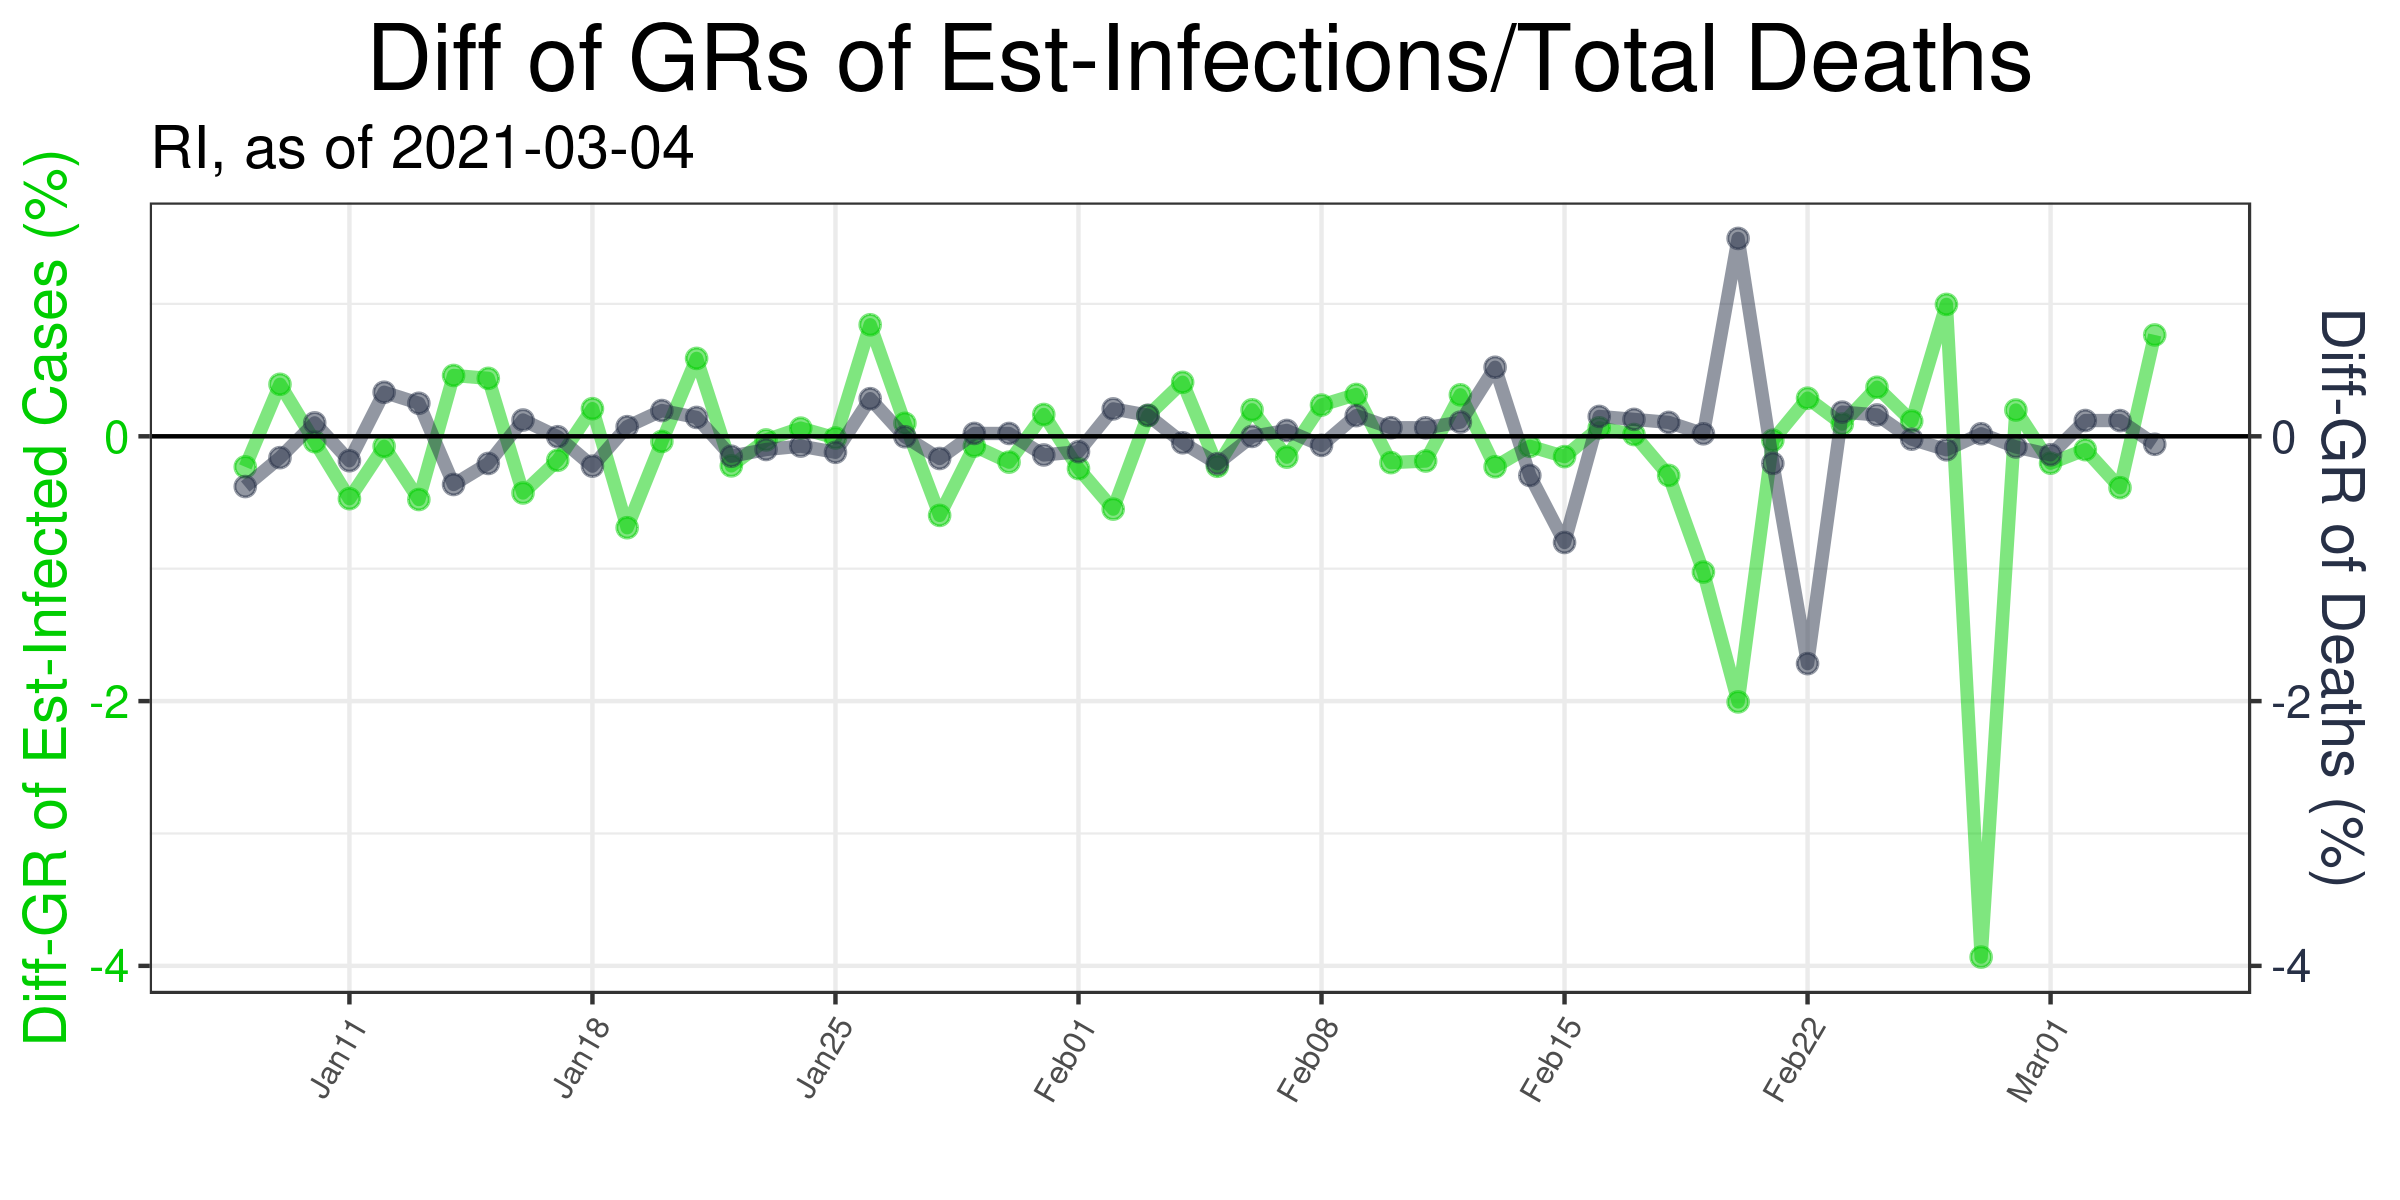 Diff of GRs of Est-Infections/Total Deaths
RI, as of 2021-03-04
Diff-GR of Est-Infected Cases (%)
0
-2
-4
0
-2
-4
Diff-GR of Deaths (%)
Jan11
Jan18
Jan25
Feb01
Feb08
Feb15
Feb22
Mar01